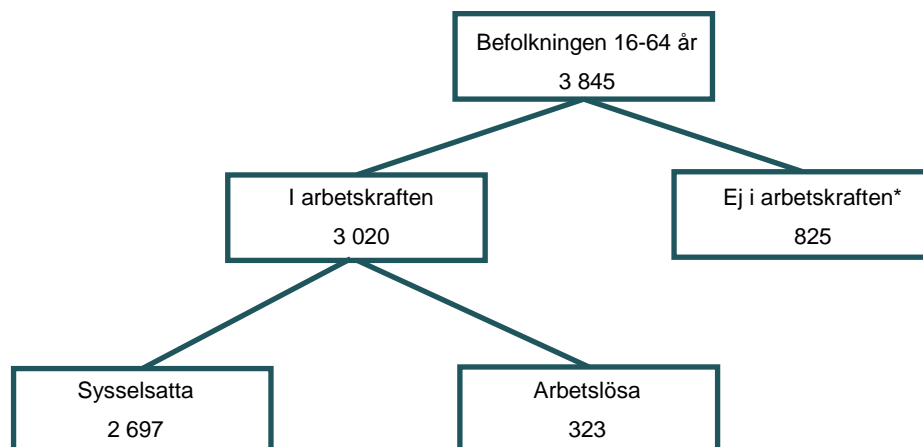 Befolkningen 16-64 år
3 845
I arbetskraften
3 020
Ej i arbetskraften*
825
Sysselsatta
2 697
Arbetslösa
323